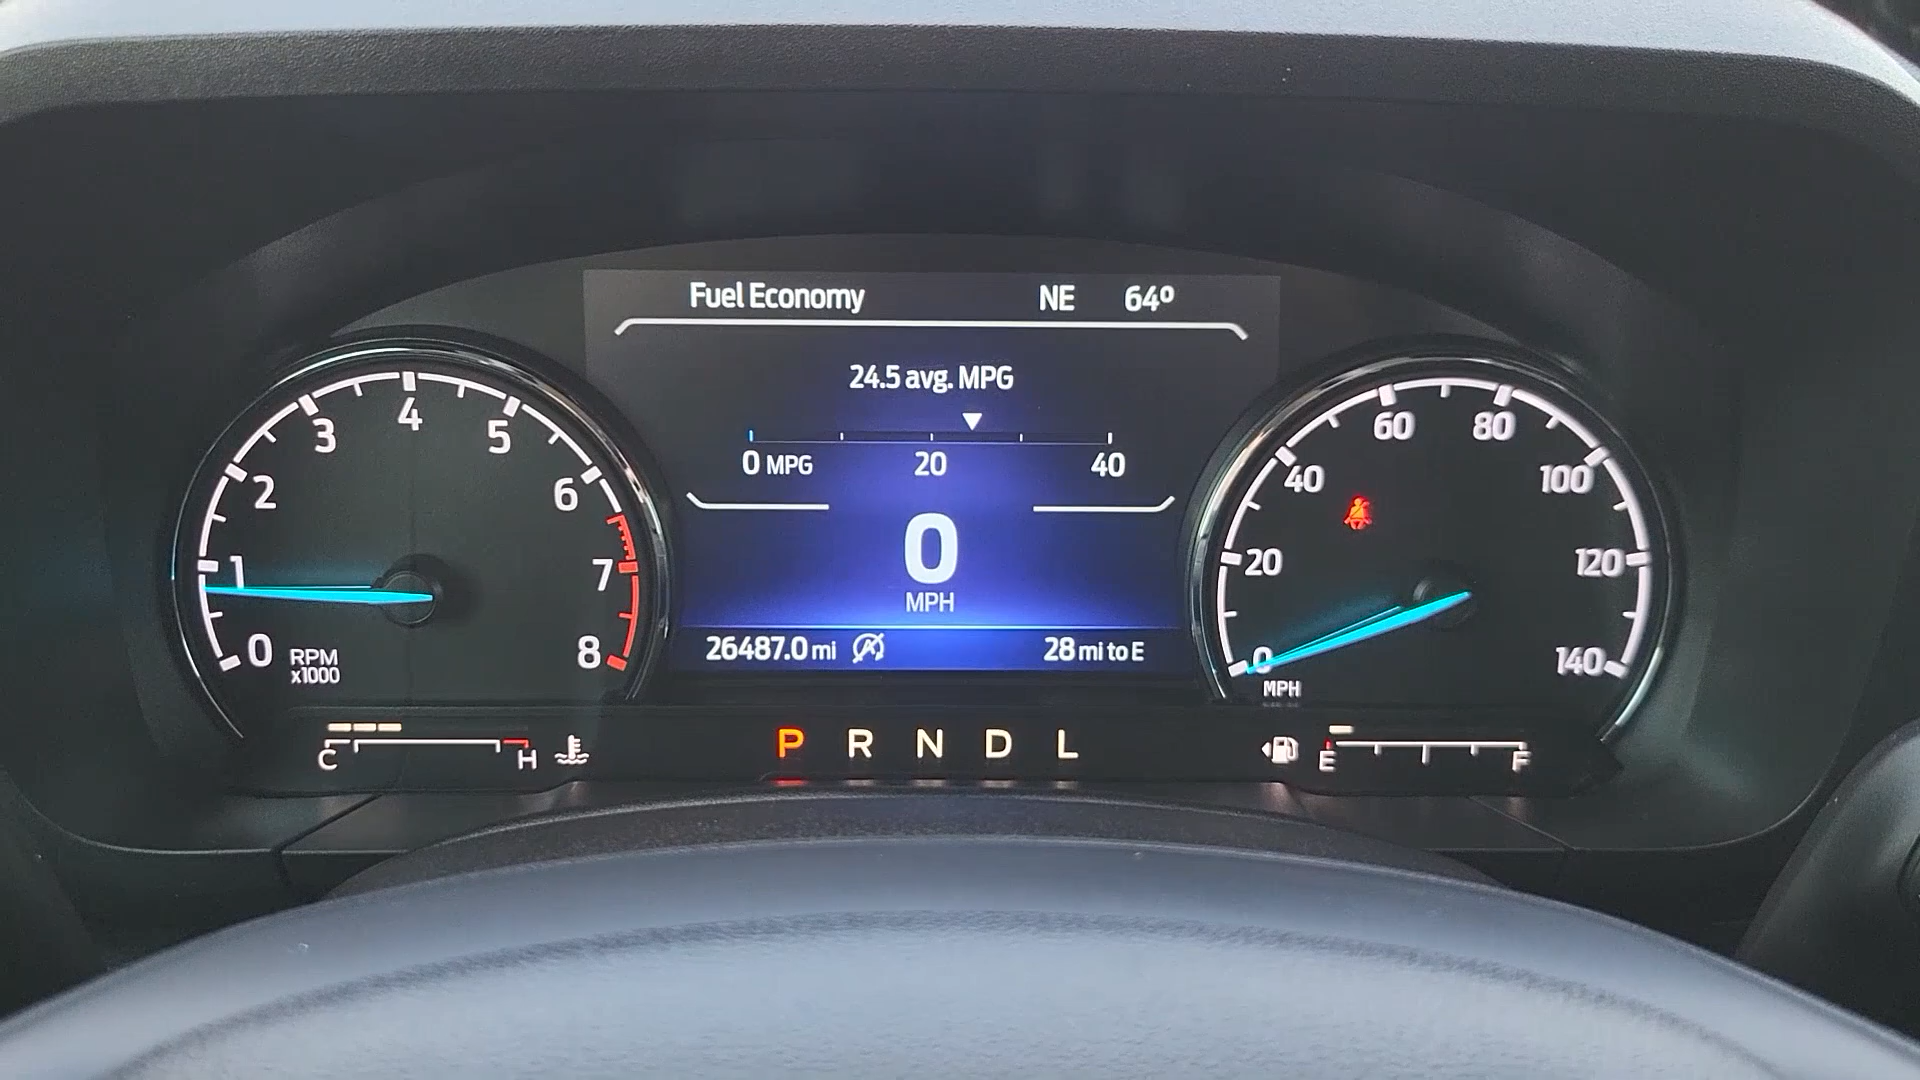 Fuel Economy NE 64º
24.5 avg. MPG
0 MPG 20 40
0
MPH
26487.0 mi 28 mi to E
0 1 2 3 4 5 6 7 8
RPM
x1000
0 20 40 60 80 100 120 140
MPH
C H
P R N D L
E F